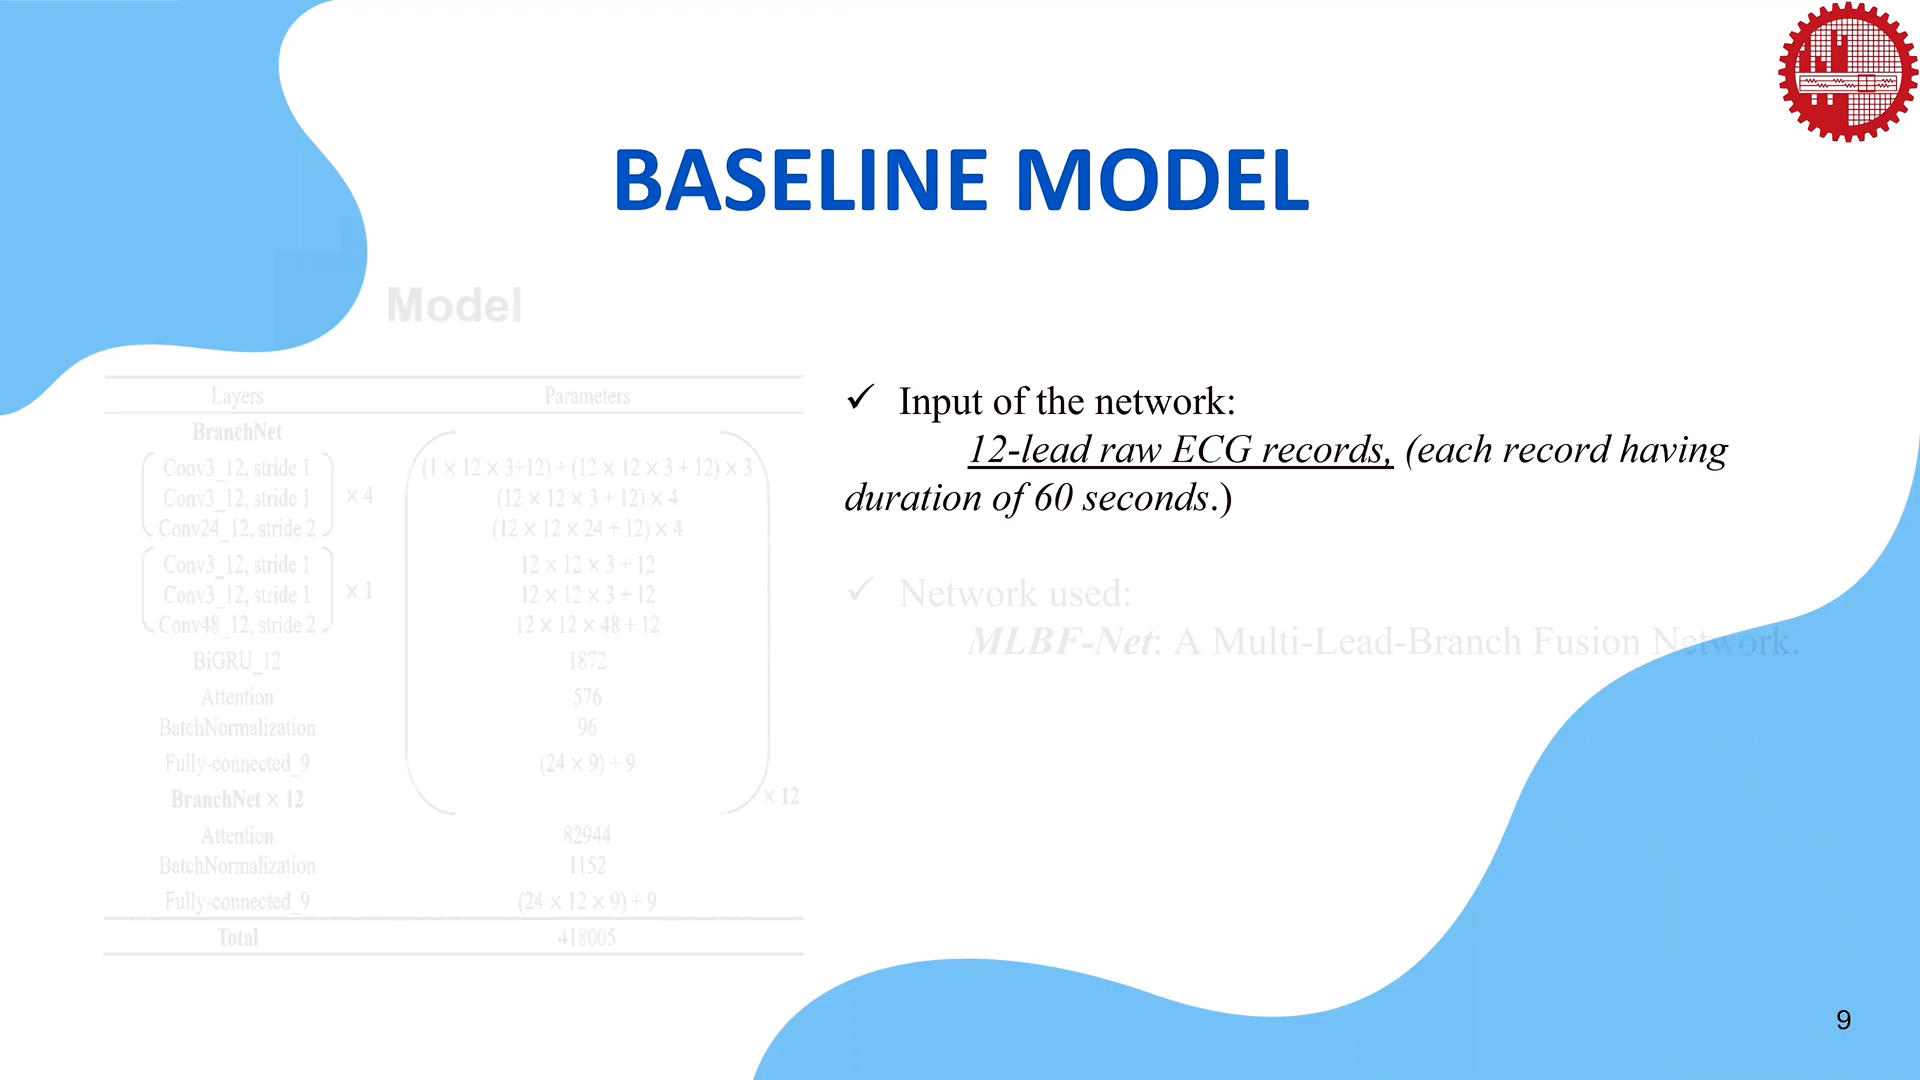 BASELINE MODEL
Model
Layers Parameters
BranchNet
Conv3_12, stride 1 (1 × 12 × 3+12) + (12 × 12 × 3 + 12) × 3
Conv3_12, stride 1 × 4 (12 × 12 × 3 + 12) × 4
Conv24_12, stride 2 (12 × 12 × 24 + 12) × 4
Conv3_12, stride 1 12 × 12 × 3 + 12
Conv3_12, stride 1 × 1 12 × 12 × 3 + 12
Conv48_12, stride 2 12 × 12 × 48 + 12
BiGRU_12 1872
Attention 576
BatchNormalization 96
Fully-connected_9 (24 × 9) + 9
BranchNet × 12 × 12
Attention 82944
BatchNormalization 1152
Fully-connected_9 (24 × 12 × 9) + 9
Total 418005
✓ Input of the network:
12-lead raw ECG records, (each record having
duration of 60 seconds.)
✓ Network used:
MLBF-Net: A Multi-Lead-Branch Fusion Network.
9